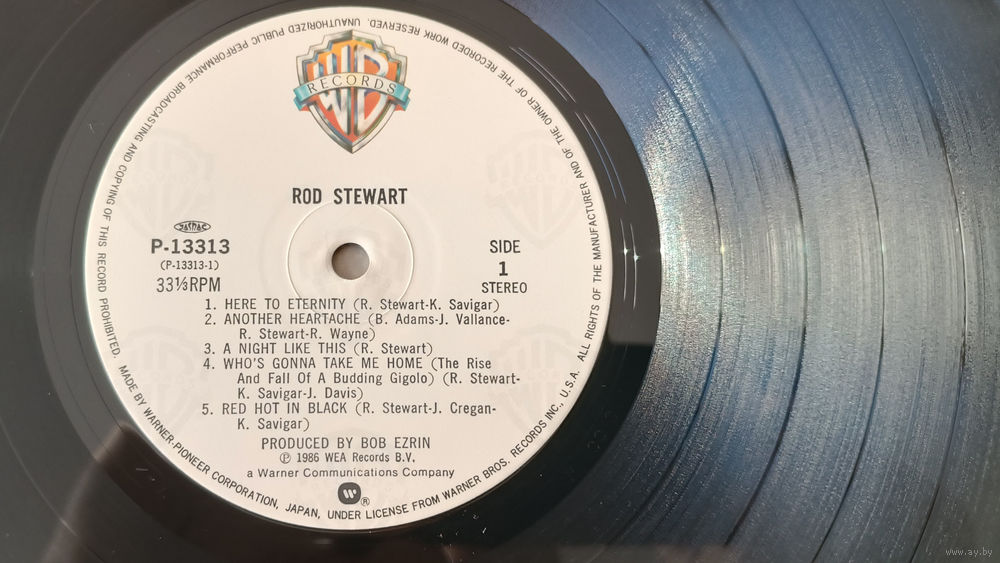 RECORDS
ROD STEWART
JASRAC
P-13313
(P-13313-1)
33⅓RPM
SIDE
1
STEREO
1. HERE TO ETERNITY (R. Stewart-K. Savigar)
2. ANOTHER HEARTACHE (B. Adams-J. Vallance-
R. Stewart-R. Wayne)
3. A NIGHT LIKE THIS (R. Stewart)
4. WHO'S GONNA TAKE ME HOME (The Rise
And Fall Of A Budding Gigolo) (R. Stewart-
K. Savigar-J. Davis)
5. RED HOT IN BLACK (R. Stewart-J. Cregan-
K. Savigar)
PRODUCED BY BOB EZRIN
Ⓟ 1986 WEA Records B.V.
a Warner Communications Company
®
MADE BY WARNER-PIONEER CORPORATION, JAPAN, UNDER LICENSE FROM WARNER BROS. RECORDS INC., U.S.A. ALL RIGHTS OF THE MANUFACTURER AND OF THE OWNER OF THE RECORDED WORK RESERVED. UNAUTHORIZED PUBLIC PERFORMANCE BROADCASTING AND COPYING OF THIS RECORD PROHIBITED.
www.ay.by